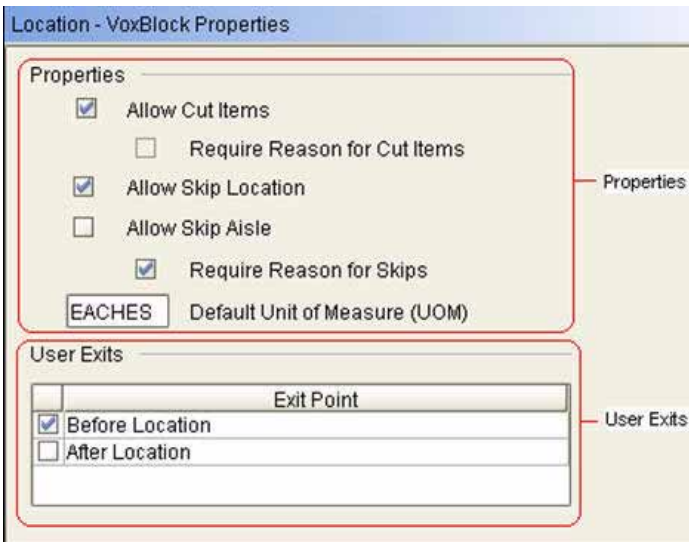 Location - VoxBlock Properties
Properties
Allow Cut Items
Require Reason for Cut Items
Allow Skip Location
Properties
Allow Skip Aisle
Require Reason for Skips
EACHES Default Unit of Measure (UOM)
User Exits
Exit Point
Before Location
User Exits
After Location